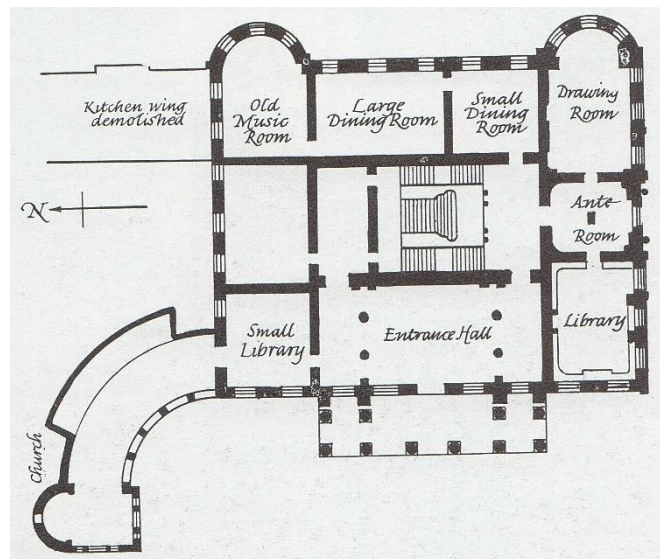 Kitchen wing
demolished
Old
Music
Room
Large
Dining Room
Small
Dining
Room
Drawing
Room
N
Ante
Room
Small
Library
Entrance Hall
Library
Church